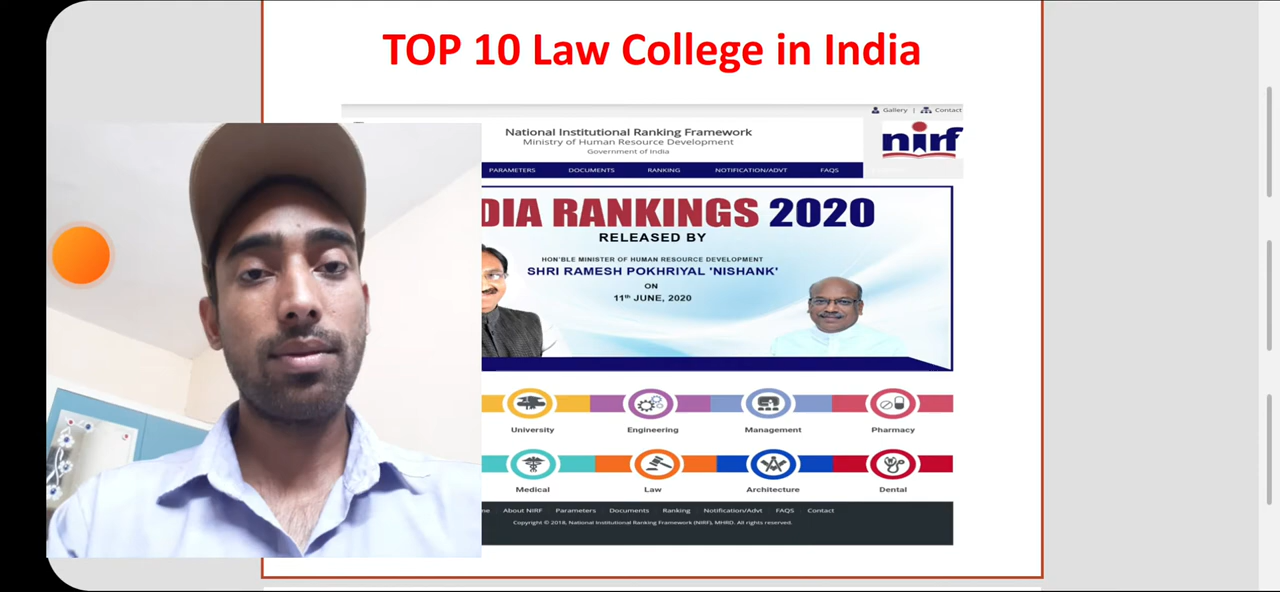 TOP 10 Law College in India
Gallery | Contact
National Institutional Ranking Framework
Ministry of Human Resource Development
Government of India
nirf
PARAMETERS DOCUMENTS RANKING NOTIFICATION/ADVT FAQS
DIA RANKINGS 2020
RELEASED BY
HON'BLE MINISTER OF HUMAN RESOURCE DEVELOPMENT
SHRI RAMESH POKHRIYAL 'NISHANK'
ON
11th JUNE, 2020
University Engineering Management Pharmacy
Medical Law Architecture Dental
me About NIRF Parameters Documents Ranking Notification/Advt FAQS Contact
Copyright © 2018, National Institutional Ranking Framework (NIRF), MHRD. All rights reserved.